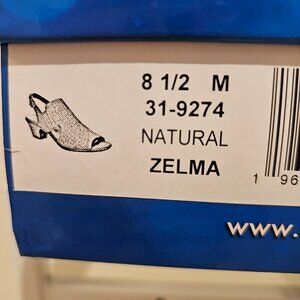 8 1/2 M
31-9274
NATURAL
ZELMA
1 96
www.